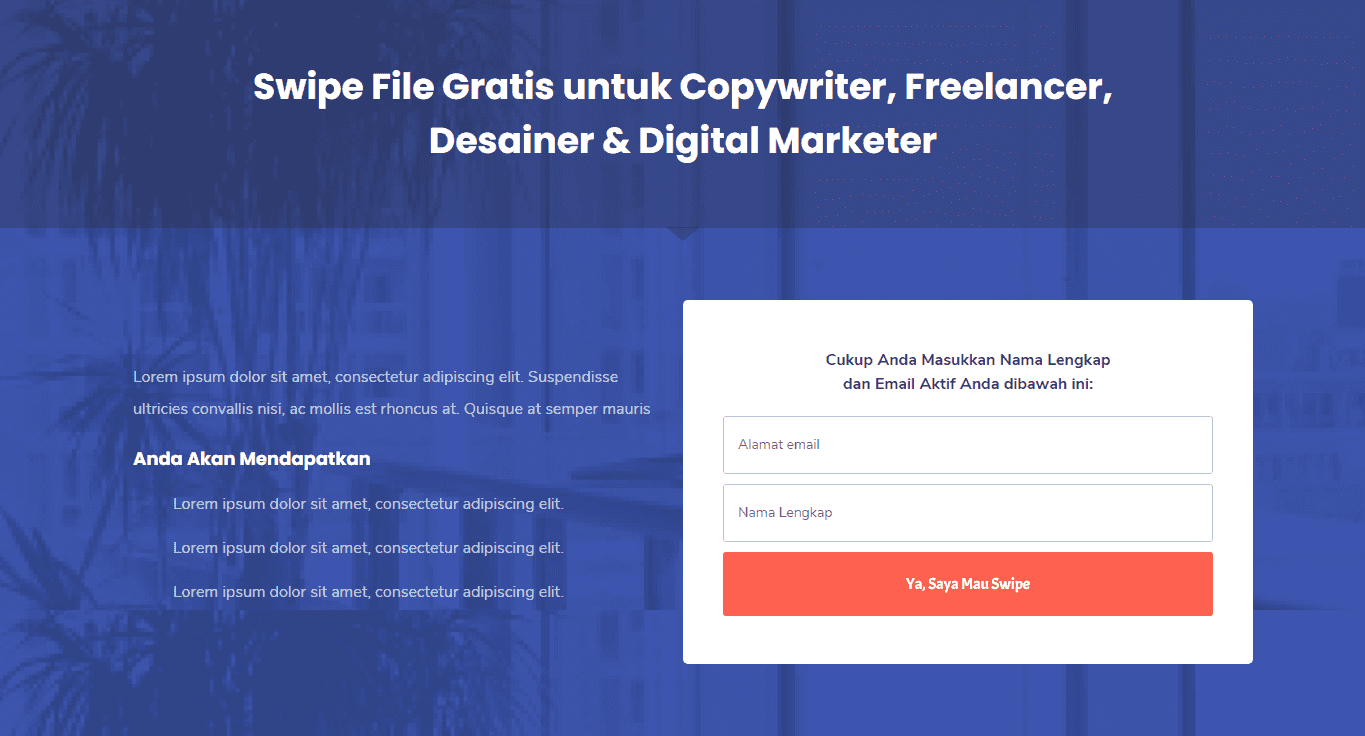 Swipe File Gratis untuk Copywriter, Freelancer,
Desainer & Digital Marketer
Lorem ipsum dolor sit amet, consectetur adipiscing elit. Suspendisse
ultricies convallis nisi, ac mollis est rhoncus at. Quisque at semper mauris
Anda Akan Mendapatkan
Lorem ipsum dolor sit amet, consectetur adipiscing elit.
Lorem ipsum dolor sit amet, consectetur adipiscing elit.
Lorem ipsum dolor sit amet, consectetur adipiscing elit.
Cukup Anda Masukkan Nama Lengkap
dan Email Aktif Anda dibawah ini:
Alamat email
Nama Lengkap
Ya, Saya Mau Swipe